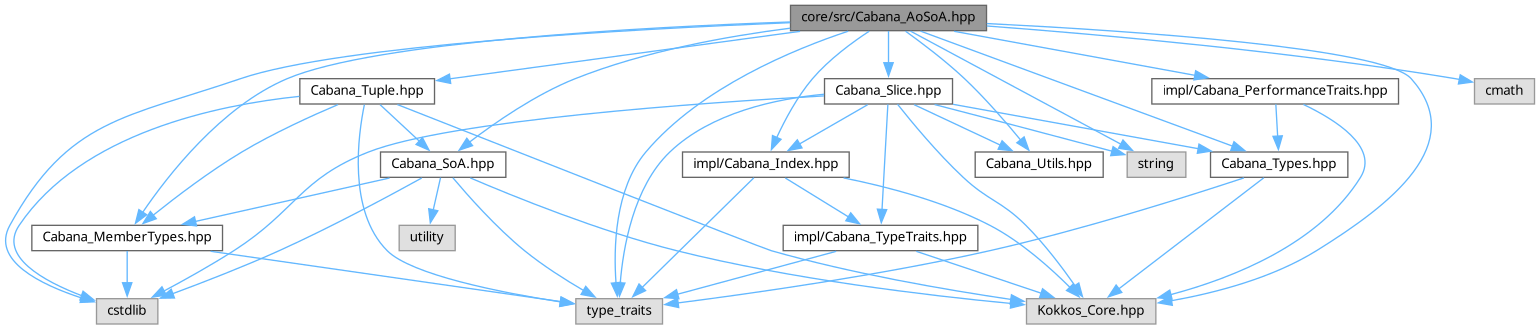 core/src/Cabana_AoSoA.hpp
Cabana_Tuple.hpp
Cabana_Slice.hpp
impl/Cabana_PerformanceTraits.hpp
cmath
Cabana_SoA.hpp
impl/Cabana_Index.hpp
Cabana_Utils.hpp
string
Cabana_Types.hpp
Cabana_MemberTypes.hpp
utility
impl/Cabana_TypeTraits.hpp
cstdlib
type_traits
Kokkos_Core.hpp